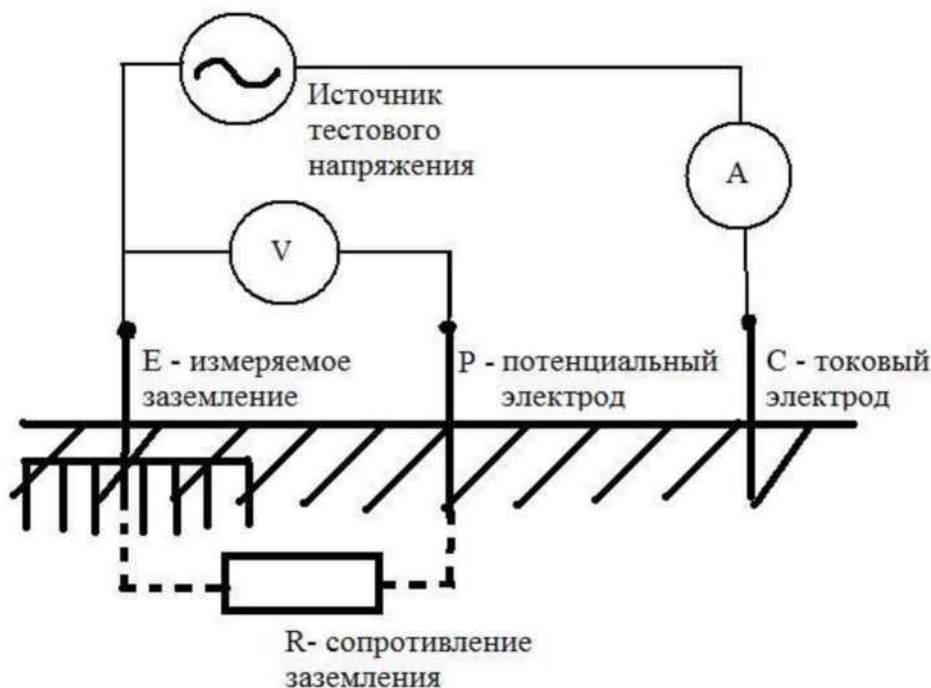 Источник
тестового
напряжения
A
V
E - измеряемое
заземление
P - потенциальный
электрод
C - токовый
электрод
R- сопротивление
заземления